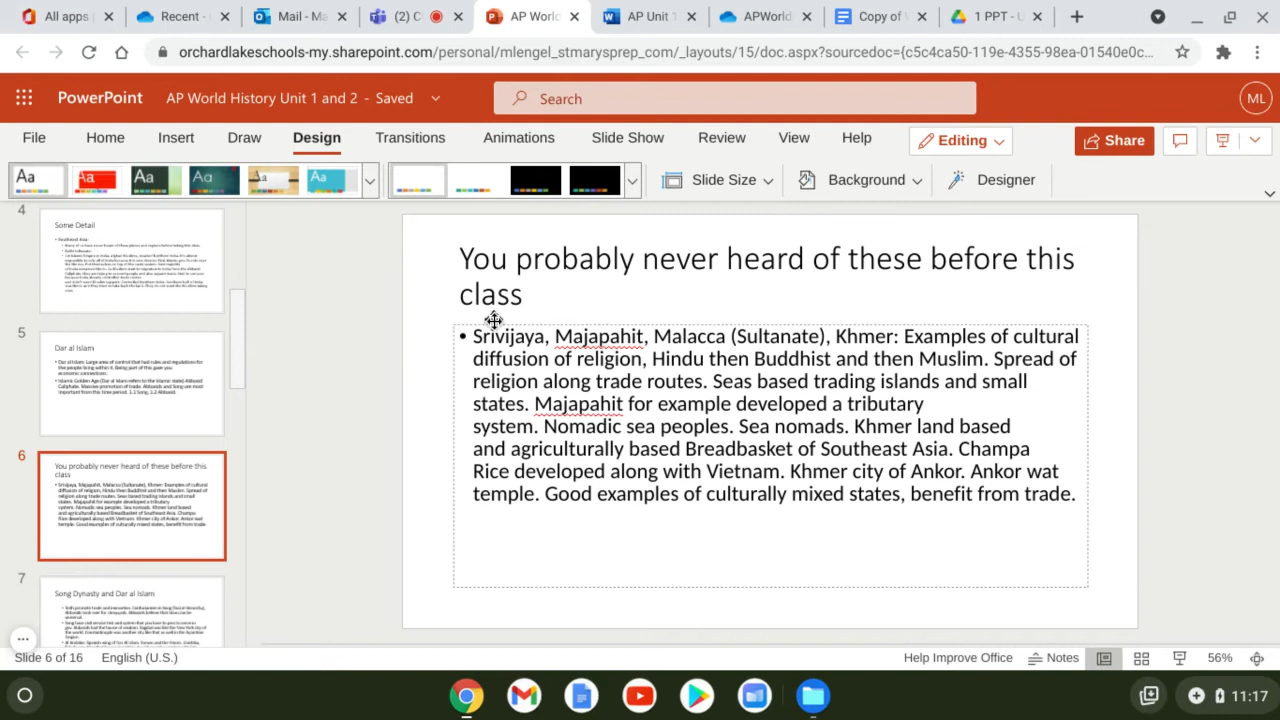 All apps
Recent -
Mail - Ma
(2) C
AP World
AP Unit 1
APWorld
Copy of
1 PPT - U
orchardlakeschools-my.sharepoint.com/personal/mlengel_stmarysprep_com/_layouts/15/doc.aspx?sourcedoc={c5c4ca50-119e-4355-98ea-01540e0c...
PowerPoint
AP World History Unit 1 and 2 - Saved
Search
ML
File
Home
Insert
Draw
Design
Transitions
Animations
Slide Show
Review
View
Help
Editing
Share
Aa
Aa
Aa
Aa
Aa
Aa
Slide Size
Background
Designer
4
Some Detail
5
Dar al Islam
6
You probably never heard of these before this
class
7
Song Dynasty and Dar al Islam
You probably never heard of these before this
class
• Srivijaya, Majapahit, Malacca (Sultanate), Khmer: Examples of cultural
diffusion of religion, Hindu then Buddhist and then Muslim. Spread of
religion along trade routes. Seas based trading islands and small
states. Majapahit for example developed a tributary
system. Nomadic sea peoples. Sea nomads. Khmer land based
and agriculturally based Breadbasket of Southeast Asia. Champa
Rice developed along with Vietnam. Khmer city of Ankor. Ankor wat
temple. Good examples of culturally mixed states, benefit from trade.
Slide 6 of 16
English (U.S.)
Help Improve Office
Notes
56%
11:17